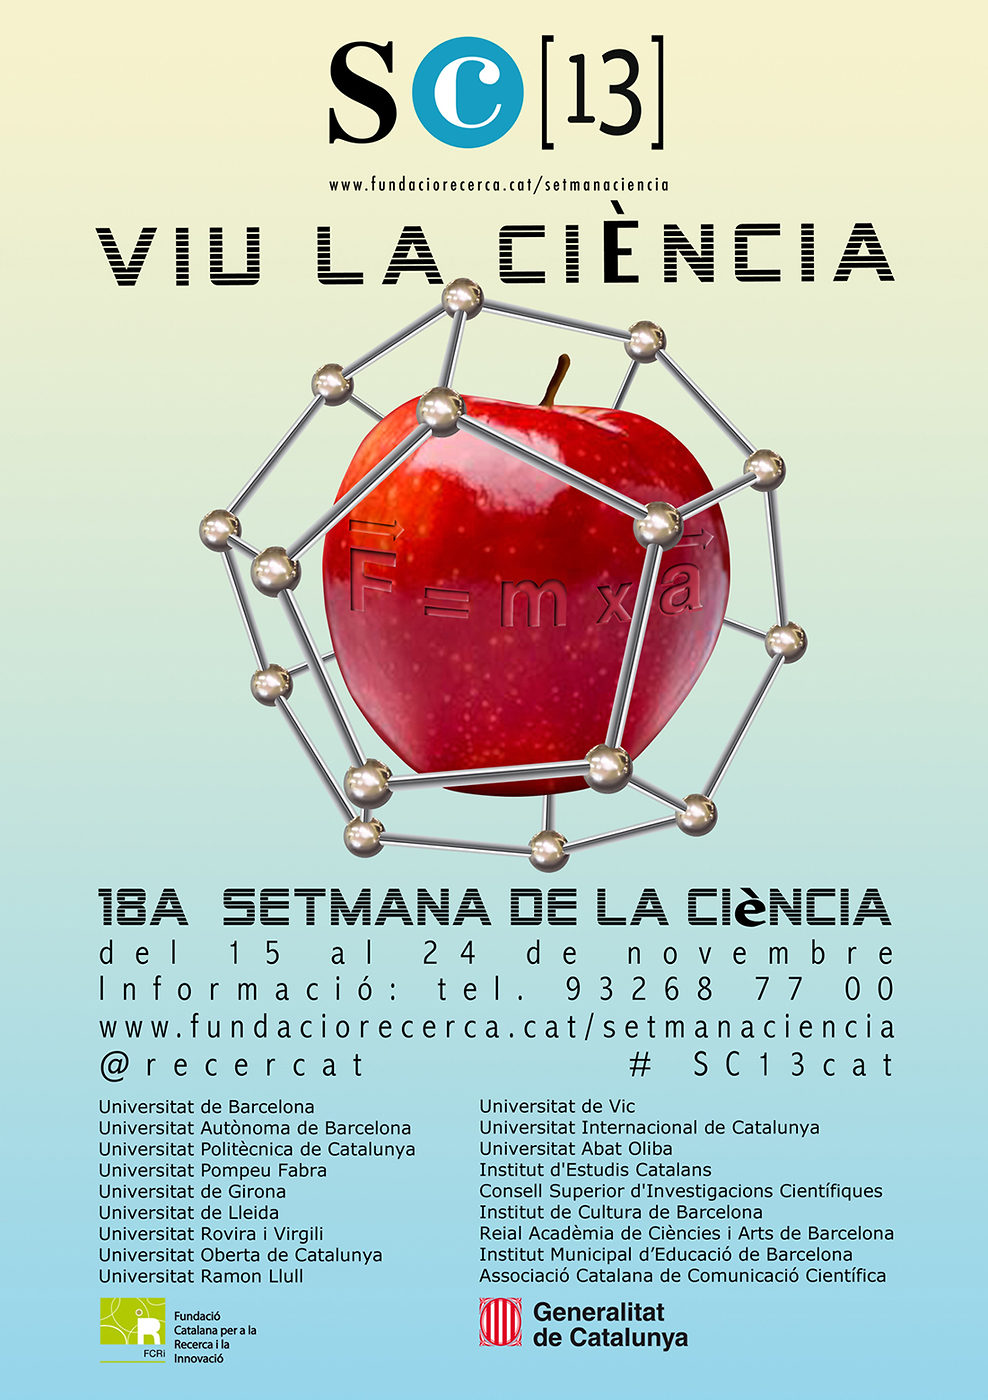 SC [13]
www.fundaciorecerca.cat/setmanaciencia
VIU LA CIÈNCIA
F = m x a
18A SETMANA DE LA CIèNCIA
del 15 al 24 de novembre
Informació: tel. 93268 77 00
www.fundaciorecerca.cat/setmanaciencia
@recercat # SC13cat
Universitat de Barcelona
Universitat Autònoma de Barcelona
Universitat Politècnica de Catalunya
Universitat Pompeu Fabra
Universitat de Girona
Universitat de Lleida
Universitat Rovira i Virgili
Universitat Oberta de Catalunya
Universitat Ramon Llull
Universitat de Vic
Universitat Internacional de Catalunya
Universitat Abat Oliba
Institut d'Estudis Catalans
Consell Superior d'Investigacions Científiques
Institut de Cultura de Barcelona
Reial Acadèmia de Ciències i Arts de Barcelona
Institut Municipal d’Educació de Barcelona
Associació Catalana de Comunicació Científica
iR
FCRi
Fundació
Catalana per a la
Recerca i la
Innovació
Generalitat
de Catalunya